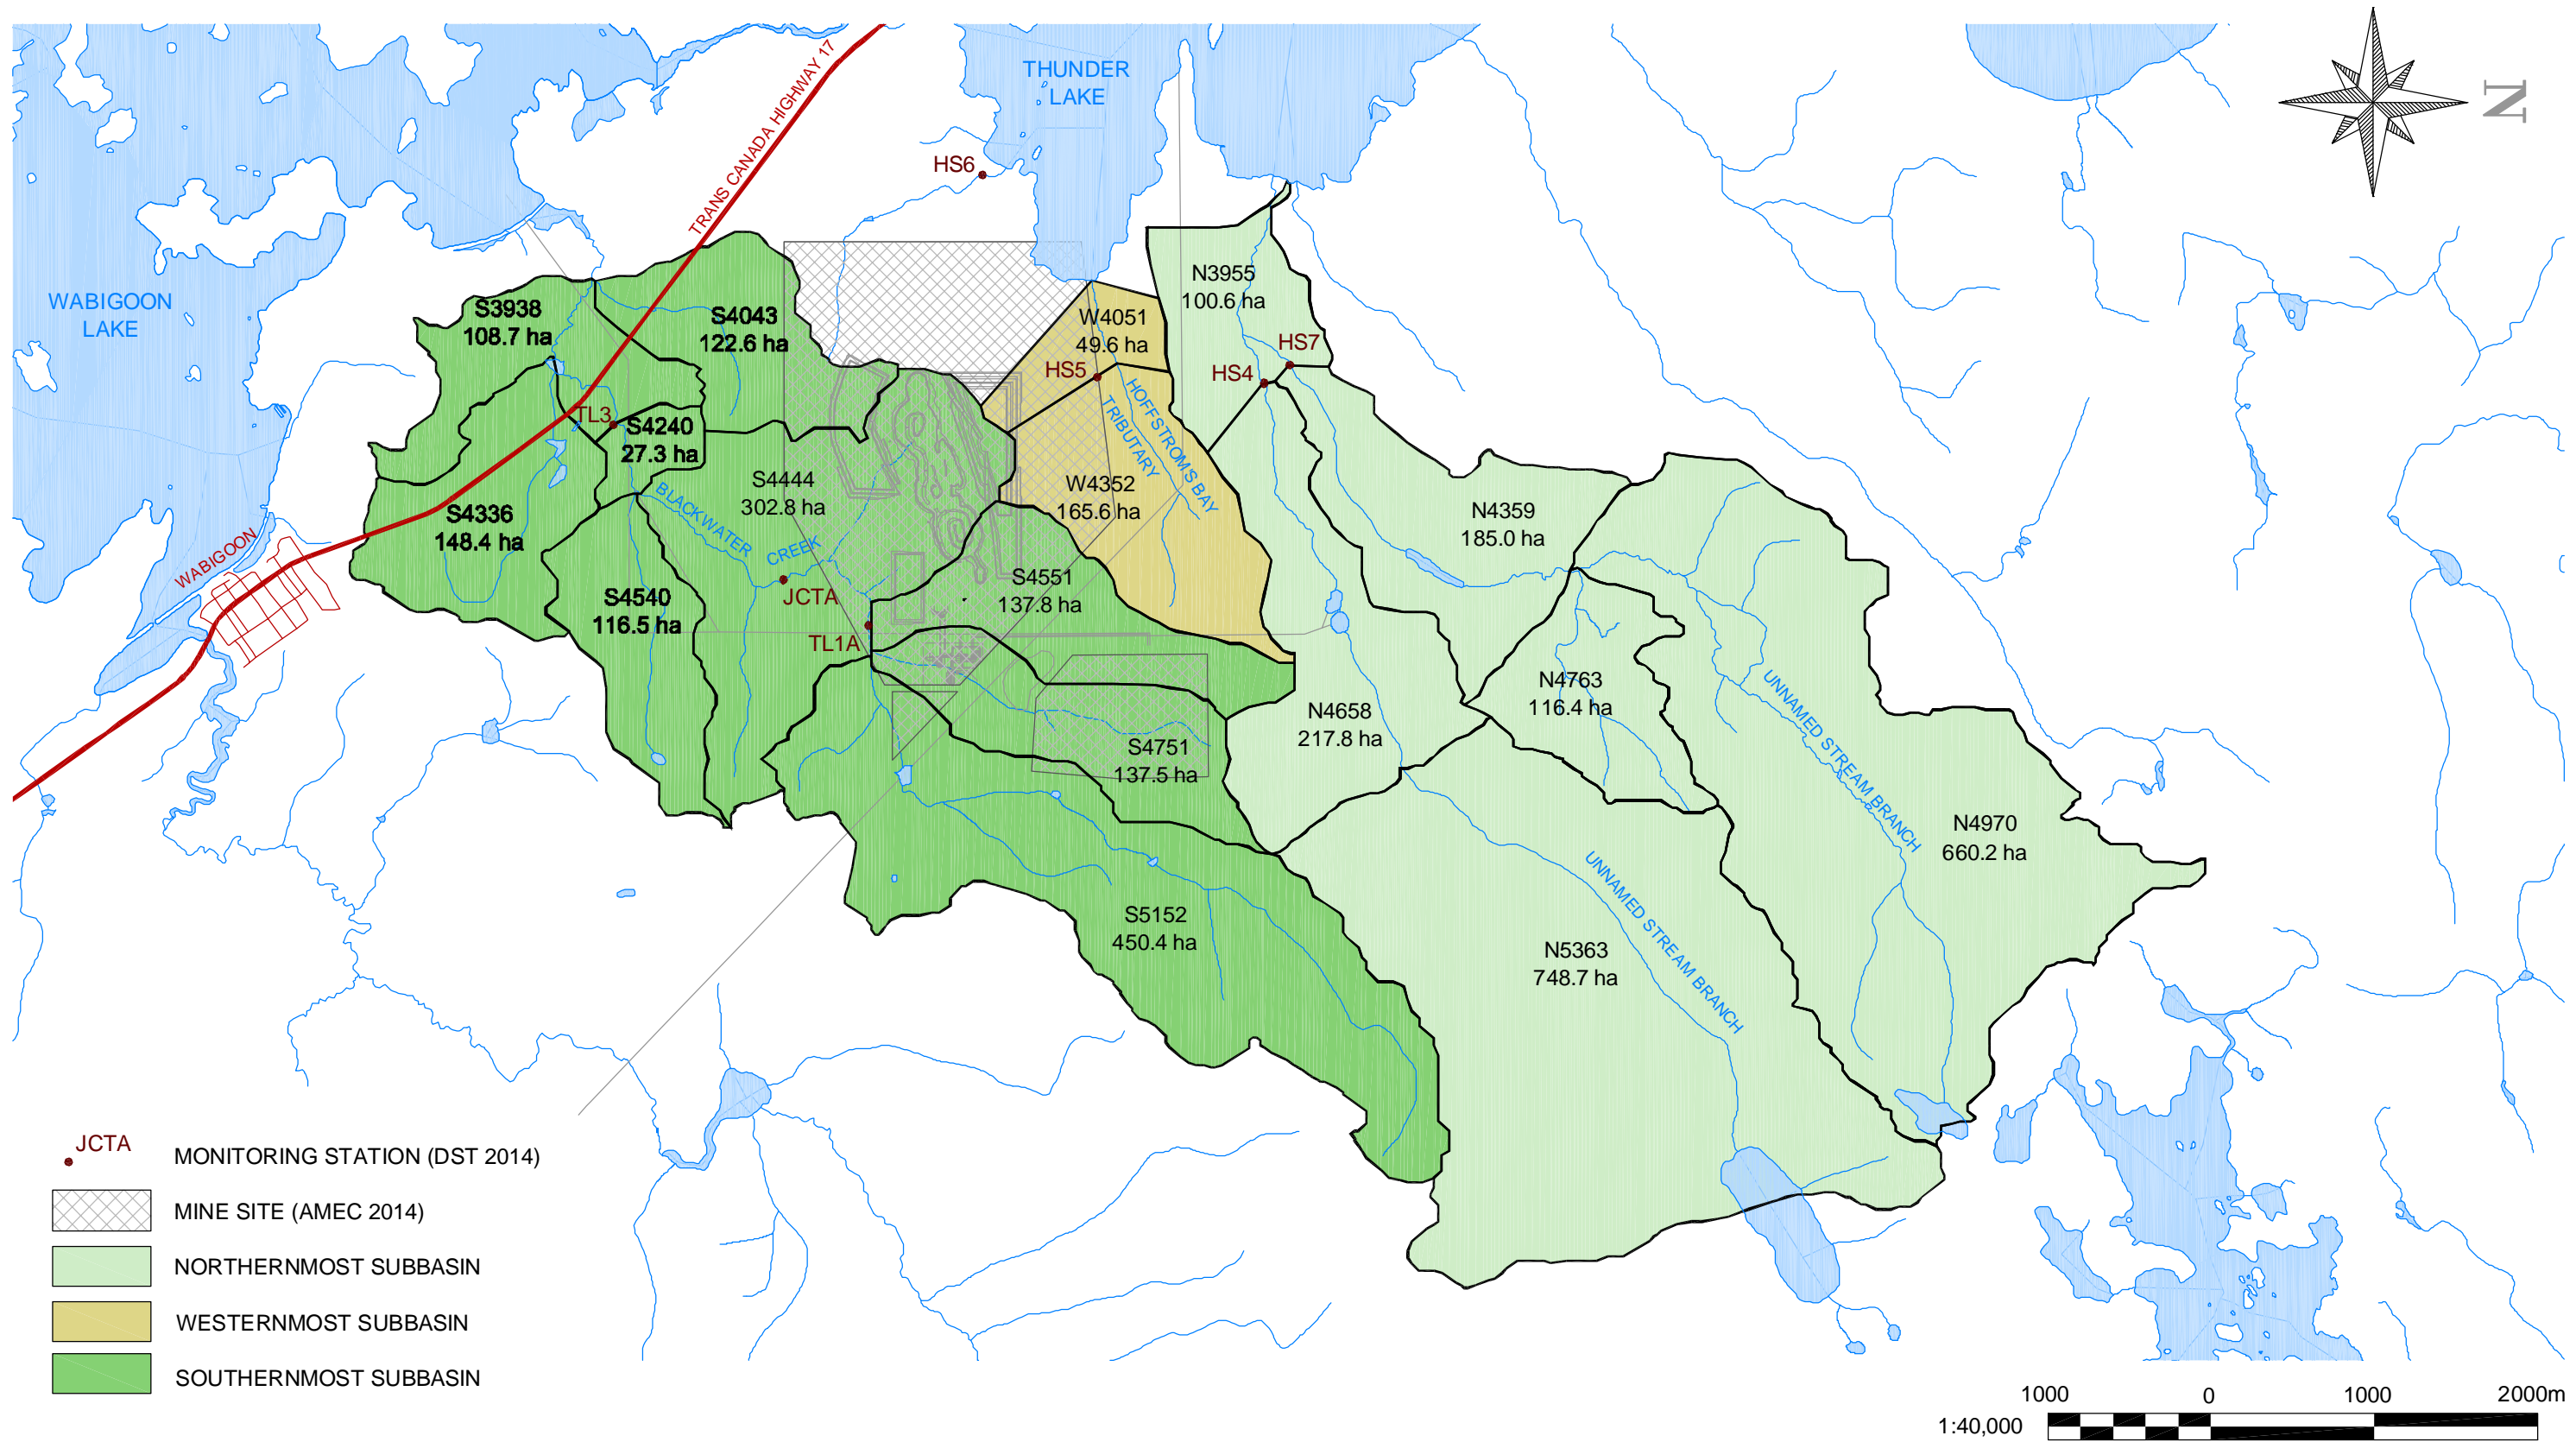 THUNDER
LAKE
N
TRANS CANADA HIGHWAY 17
HS6
WABIGOON
LAKE
S3938
108.7 ha
S4043
122.6 ha
W4051
49.6 ha
N3955
100.6 ha
HS7
HS5
HS4
TL3
S4240
27.3 ha
HOFFSTROM'S BAY
TRIBUTARY
S4444
302.8 ha
W4352
165.6 ha
N4359
185.0 ha
S4336
148.4 ha
BLACKWATER
CREEK
WABIGOON
S4540
116.5 ha
JCTA
S4551
137.8 ha
TL1A
N4763
116.4 ha
N4658
217.8 ha
S4751
137.5 ha
UNNAMED STREAM BRANCH
N4970
660.2 ha
S5152
450.4 ha
N5363
748.7 ha
UNNAMED STREAM BRANCH
JCTA
MONITORING STATION (DST 2014)
MINE SITE (AMEC 2014)
NORTHERNMOST SUBBASIN
WESTERNMOST SUBBASIN
SOUTHERNMOST SUBBASIN
1000 0 1000 2000m
1:40,000